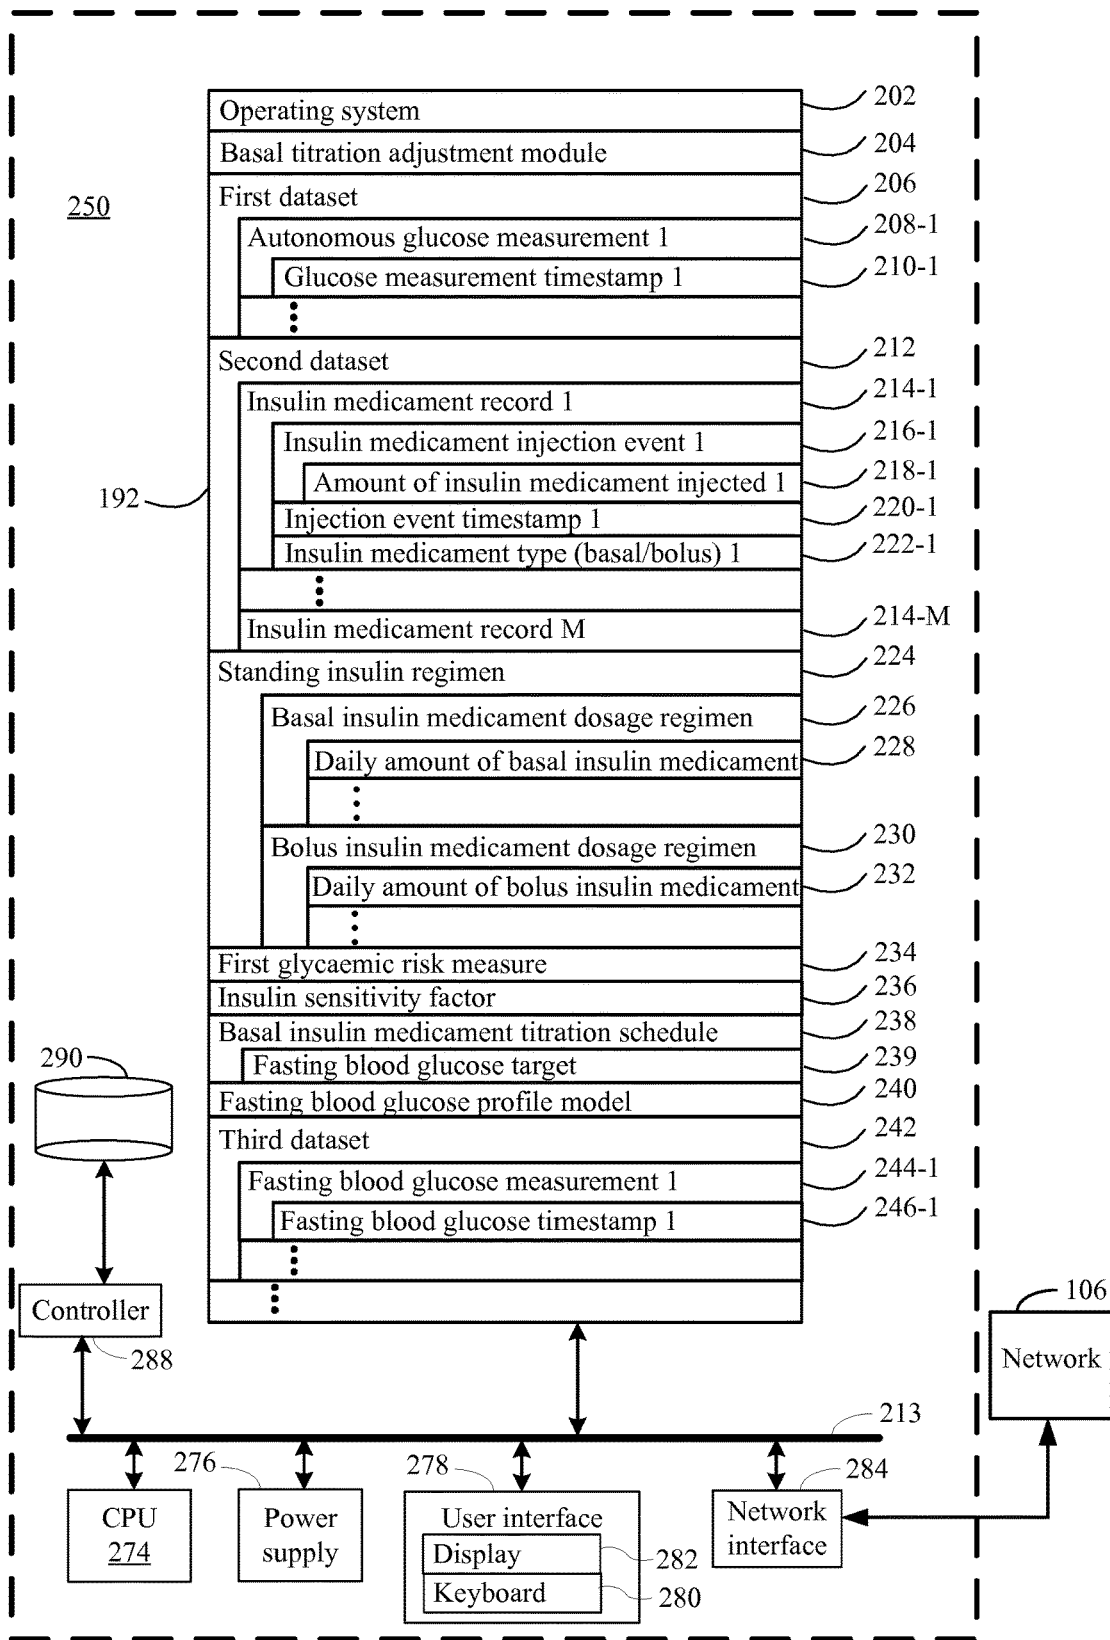 Operating system 202
Basal titration adjustment module 204
First dataset 206
250
Autonomous glucose measurement 1 208-1
Glucose measurement timestamp 1 210-1
Second dataset 212
Insulin medicament record 1 214-1
Insulin medicament injection event 1 216-1
192
Amount of insulin medicament injected 1 218-1
Injection event timestamp 1 220-1
Insulin medicament type (basal/bolus) 1 222-1
Insulin medicament record M 214-M
Standing insulin regimen 224
Basal insulin medicament dosage regimen 226
Daily amount of basal insulin medicament 228
Bolus insulin medicament dosage regimen 230
Daily amount of bolus insulin medicament 232
First glycaemic risk measure 234
Insulin sensitivity factor 236
Basal insulin medicament titration schedule 238
Fasting blood glucose target 239
290
Fasting blood glucose profile model 240
Third dataset 242
Fasting blood glucose measurement 1 244-1
Fasting blood glucose timestamp 1 246-1
Controller
288
106
Network
213
276
278
284
CPU
274
Power
supply
User interface
Display 282
Keyboard 280
Network
interface